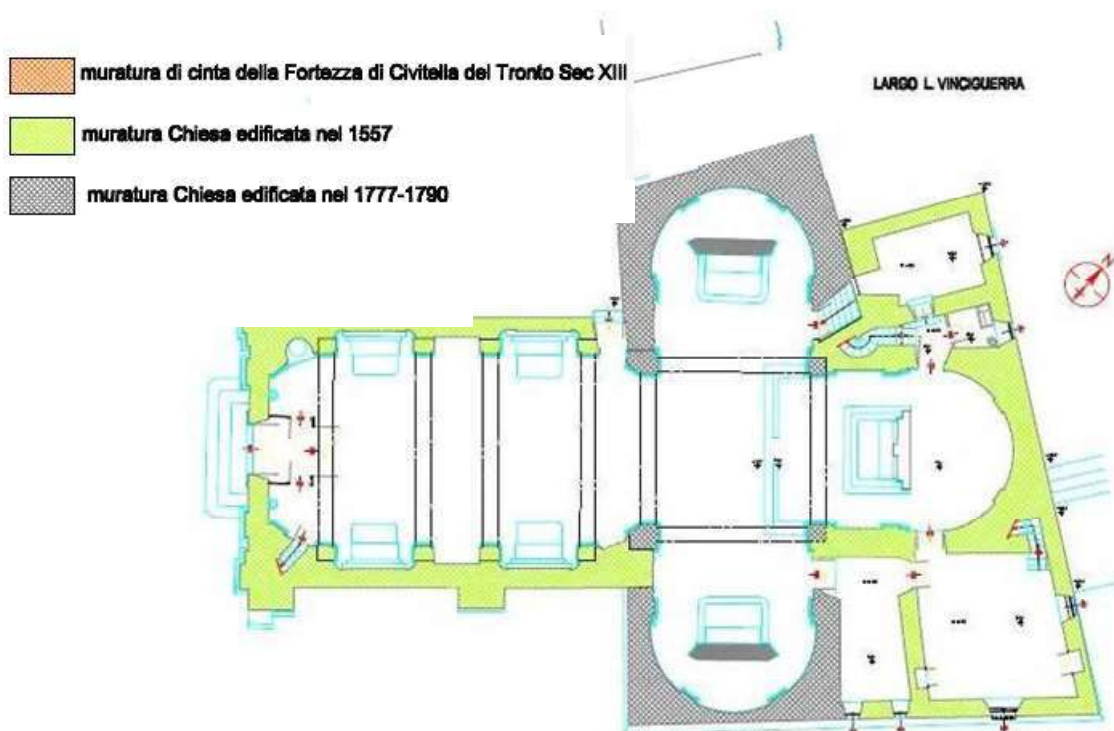 muratura di cinta della Fortezza di Civitella del Tronto Sec XIII
LARGO L. VINCIGUERRA
muratura Chiesa edificata nel 1557
muratura Chiesa edificata nel 1777-1790
N